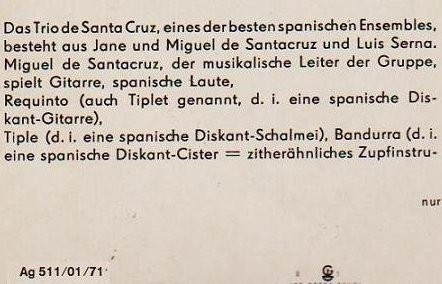 Das Trio de Santa Cruz, eines der besten spanischen Ensembles,
besteht aus Jane und Miguel de Santacruz und Luis Serna.
Miguel de Santacruz, der musikalische Leiter der Gruppe,
spielt Gitarre, spanische Laute,
Requinto (auch Tiplet genannt, d. i. eine spanische Dis-
kant-Gitarre),
Tiple (d. i. eine spanische Diskant-Schalmei), Bandurra (d. i.
eine spanische Diskant-Cister = zitherähnliches Zupfinstru-
nur
Ag 511/01/71